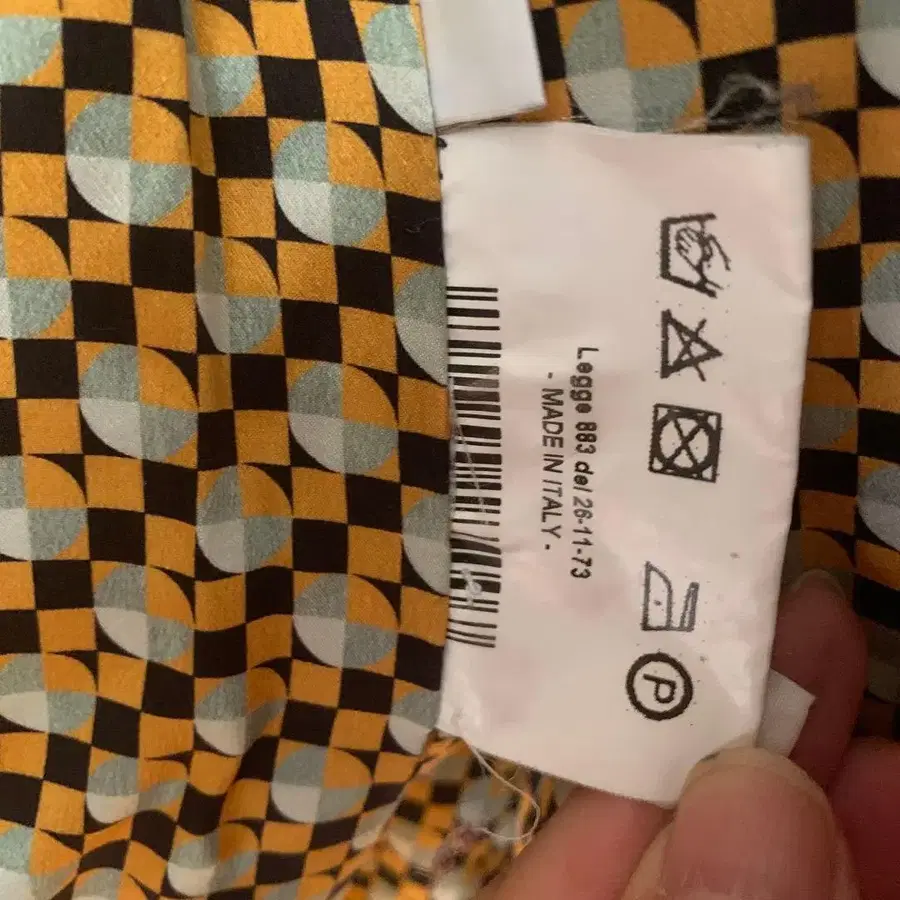 Legge 883 del 26-11-73
- MADE IN ITALY -
P